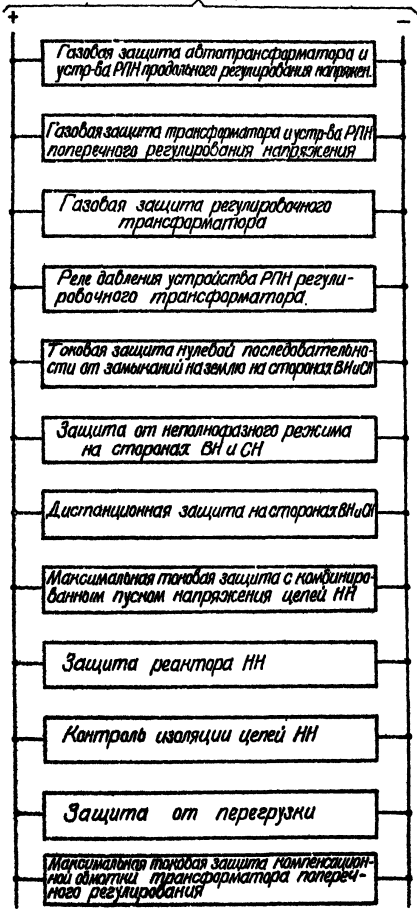 + −
Газовая защита автотрансформатора и
устр-ва РПН продольного регулирования напряжен.
Газовая защита трансформатора и устр-ва РПН
поперечного регулирования напряжения
Газовая защита регулировочного
трансформатора
Реле давления устройства РПН регули-
ровочного трансформатора.
Токовая защита нулевой последовательно-
сти от замыканий на землю на сторонах ВН и СН
Защита от неполнофазного режима
на сторонах ВН и СН
Дистанционная защита на сторонах ВН и СН
Максимальная токовая защита с комбиниро-
ванным пуском напряжения цепей НН
Защита реактора НН
Контроль изоляции цепей НН
Защита от перегрузки
Максимальная токовая защита компенсацион-
ной обмотки трансформатора попереч-
ного регулирования